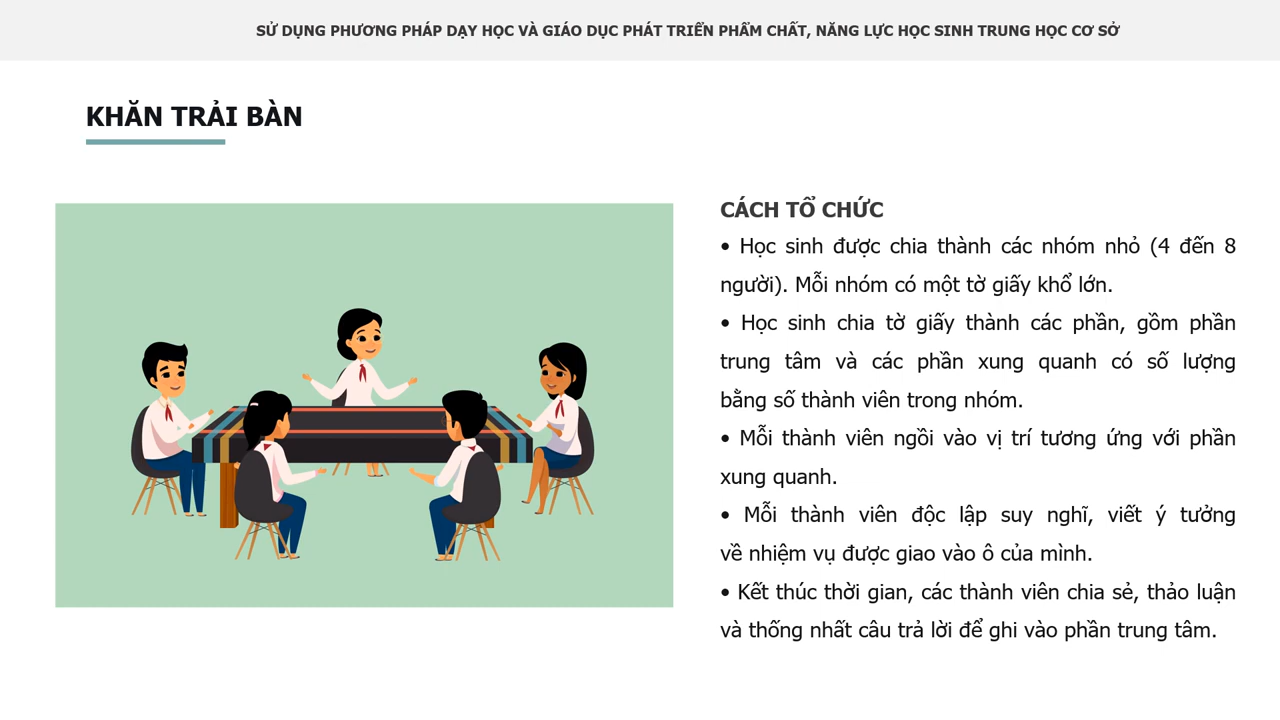 SỬ DỤNG PHƯƠNG PHÁP DẠY HỌC VÀ GIÁO DỤC PHÁT TRIỂN PHẨM CHẤT, NĂNG LỰC HỌC SINH TRUNG HỌC CƠ SỞ
KHĂN TRẢI BÀN
CÁCH TỔ CHỨC
• Học sinh được chia thành các nhóm nhỏ (4 đến 8
người). Mỗi nhóm có một tờ giấy khổ lớn.
• Học sinh chia tờ giấy thành các phần, gồm phần
trung tâm và các phần xung quanh có số lượng
bằng số thành viên trong nhóm.
• Mỗi thành viên ngồi vào vị trí tương ứng với phần
xung quanh.
• Mỗi thành viên độc lập suy nghĩ, viết ý tưởng
về nhiệm vụ được giao vào ô của mình.
• Kết thúc thời gian, các thành viên chia sẻ, thảo luận
và thống nhất câu trả lời để ghi vào phần trung tâm.